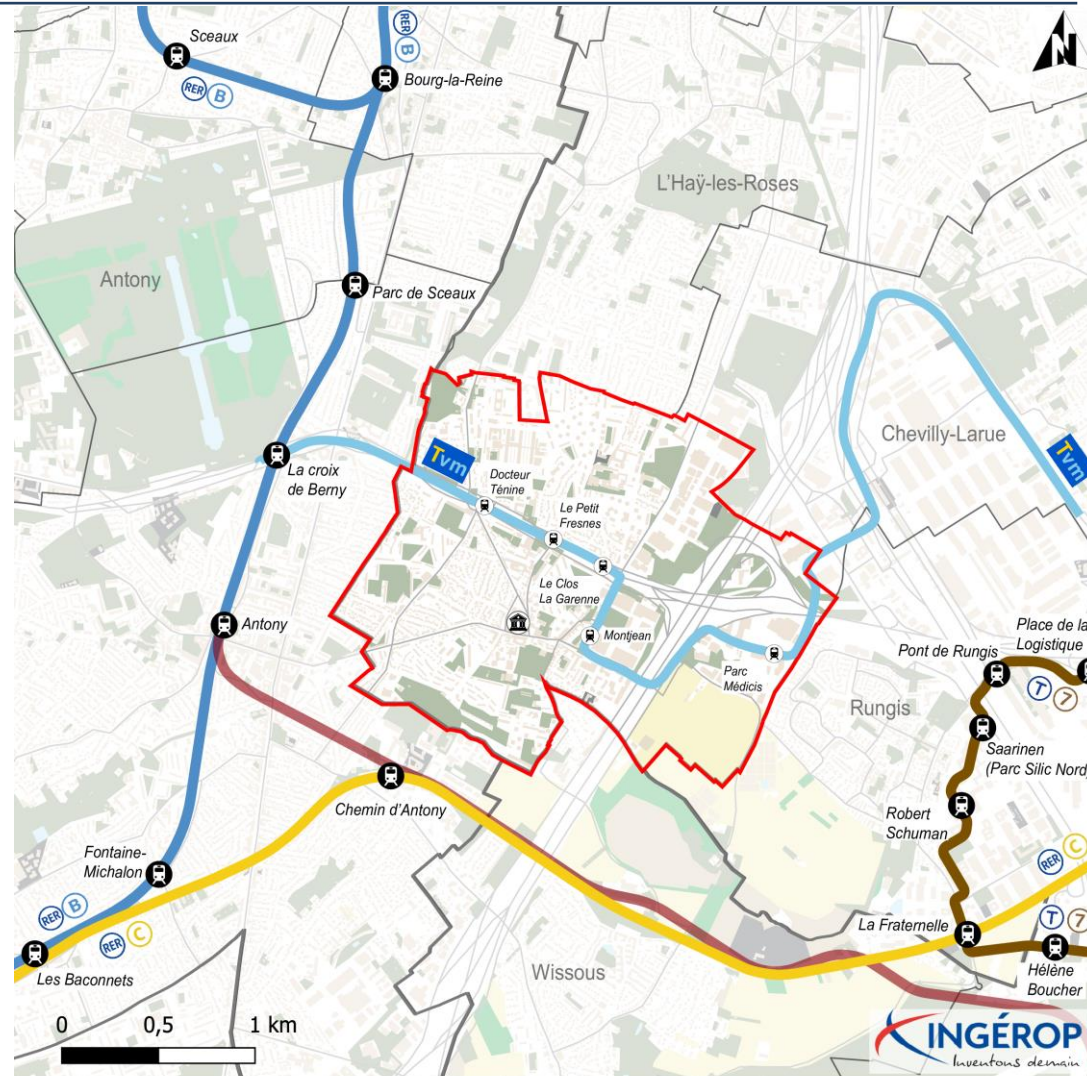 Sceaux
RER B
RER B
Bourg-la-Reine
N
L'Haÿ-les-Roses
Antony
Parc de Sceaux
Chevilly-Larue
Tvm
Tvm
La croix
de Berny
Docteur
Ténine
Le Petit
Fresnes
Le Clos
La Garenne
Montjean
Parc
Médicis
Antony
Place de la
Logistique
Pont de Rungis
T 7
Rungis
Saarinen
(Parc Silic Nord
Robert
Schuman
Chemin d'Antony
Fontaine-
Michalon
RER B
RER C
RER C
T 7
La Fraternelle
Les Baconnets
Wissous
Hélène
Boucher
0 0,5 1 km
INGÉROP
Inventons demain